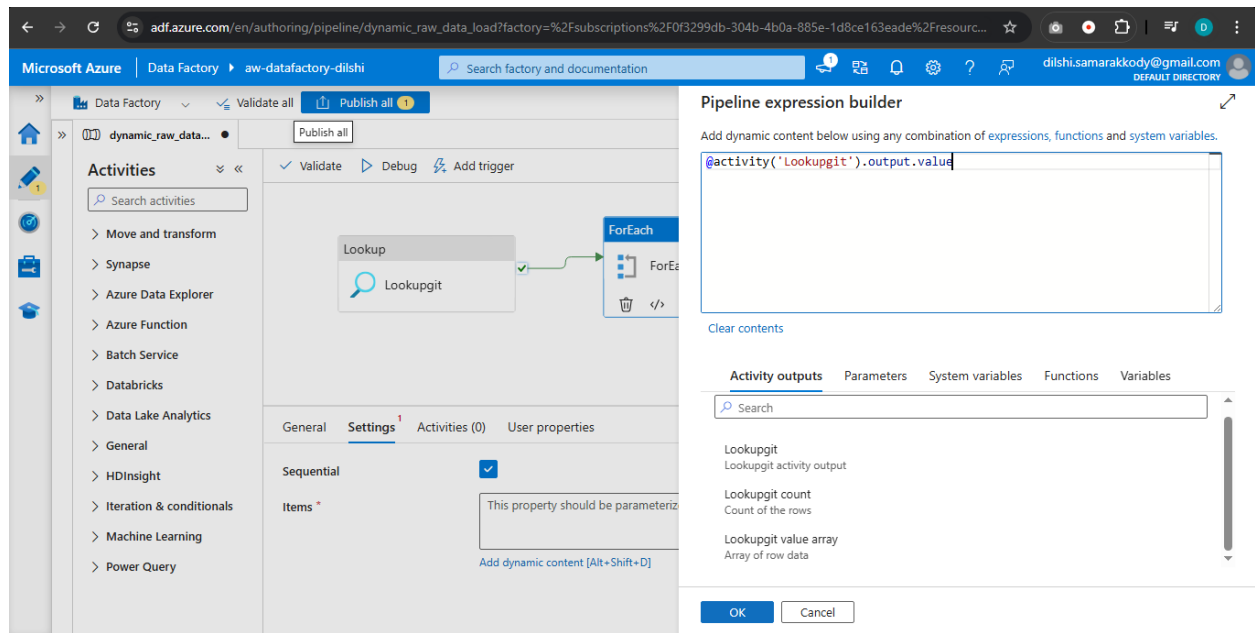 adf.azure.com/en/authoring/pipeline/dynamic_raw_data_load?factory=%2Fsubscriptions%2F0f3299db-304b-4b0a-885e-1d8ce163eade%2Fresourc...
D
Microsoft Azure
Data Factory
aw-datafactory-dilshi
Search factory and documentation
1
dilshi.samarakkody@gmail.com
DEFAULT DIRECTORY
Data Factory
Validate all
Publish all 1
Publish all
dynamic_raw_data...
1
Activities
Search activities
Move and transform
Synapse
Azure Data Explorer
Azure Function
Batch Service
Databricks
Data Lake Analytics
General
HDInsight
Iteration & conditionals
Machine Learning
Power Query
Validate
Debug
Add trigger
Lookup
Lookupgit
ForEach
ForEa
General
Settings 1
Activities (0)
User properties
Sequential
Items *
This property should be parameteriz
Add dynamic content [Alt+Shift+D]
Pipeline expression builder
Add dynamic content below using any combination of expressions, functions and system variables.
@activity('Lookupgit').output.value
Clear contents
Activity outputs
Parameters
System variables
Functions
Variables
Search
Lookupgit
Lookupgit activity output
Lookupgit count
Count of the rows
Lookupgit value array
Array of row data
OK
Cancel